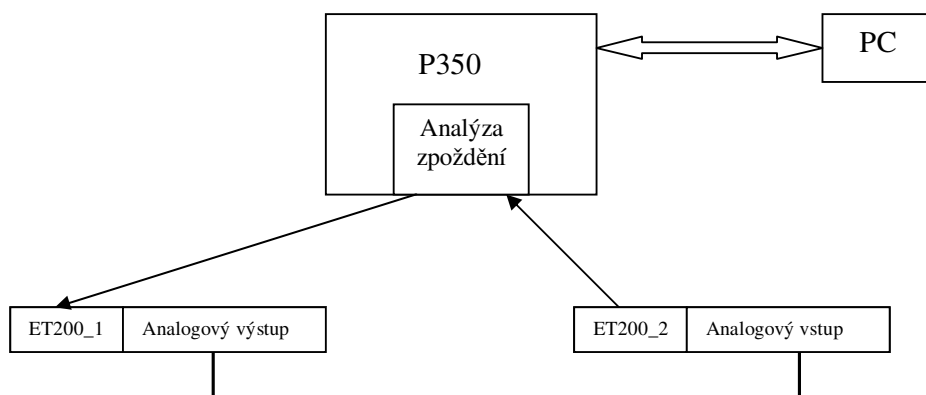 P350
PC
Analýza
zpoždění
ET200_1
Analogový výstup
ET200_2
Analogový vstup